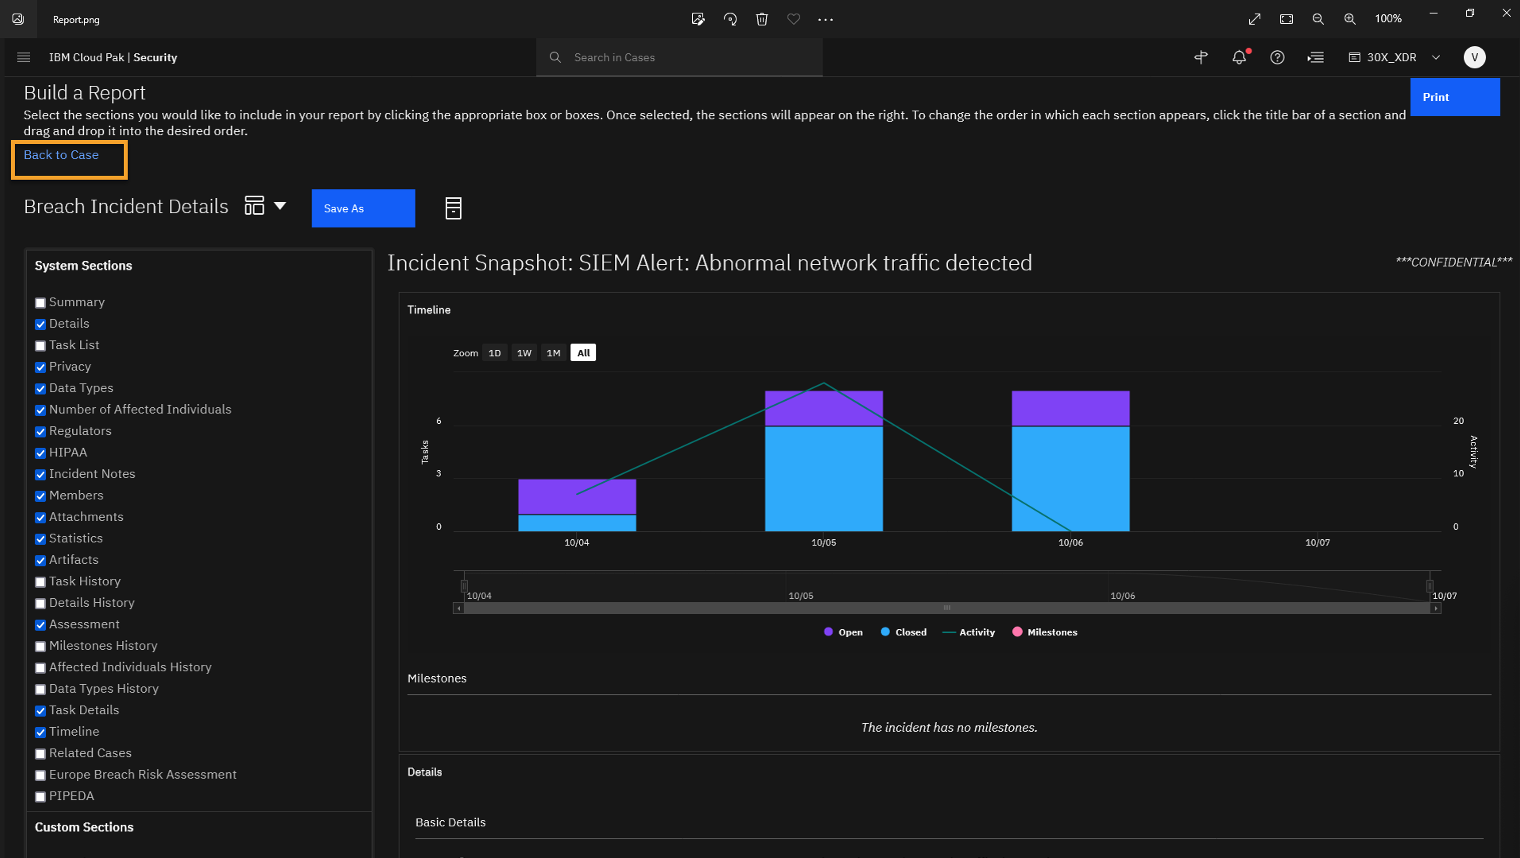 Report.png
100%
IBM Cloud Pak | Security
Search in Cases
30X_XDR
V
Build a Report
Print
Select the sections you would like to include in your report by clicking the appropriate box or boxes. Once selected, the sections will appear on the right. To change the order in which each section appears, click the title bar of a section and
drag and drop it into the desired order.
Back to Case
Breach Incident Details
Save As
System Sections
Summary
Details
Task List
Privacy
Data Types
Number of Affected Individuals
Regulators
HIPAA
Incident Notes
Members
Attachments
Statistics
Artifacts
Task History
Details History
Assessment
Milestones History
Affected Individuals History
Data Types History
Task Details
Timeline
Related Cases
Europe Breach Risk Assessment
PIPEDA
Custom Sections
Incident Snapshot: SIEM Alert: Abnormal network traffic detected
***CONFIDENTIAL***
Timeline
Zoom 1D 1W 1M All
Tasks
6
3
0
20
10
0
Activity
10/04 10/05 10/06 10/07
10/04 10/05 10/06 10/07
Open Closed Activity Milestones
Milestones
The incident has no milestones.
Details
Basic Details